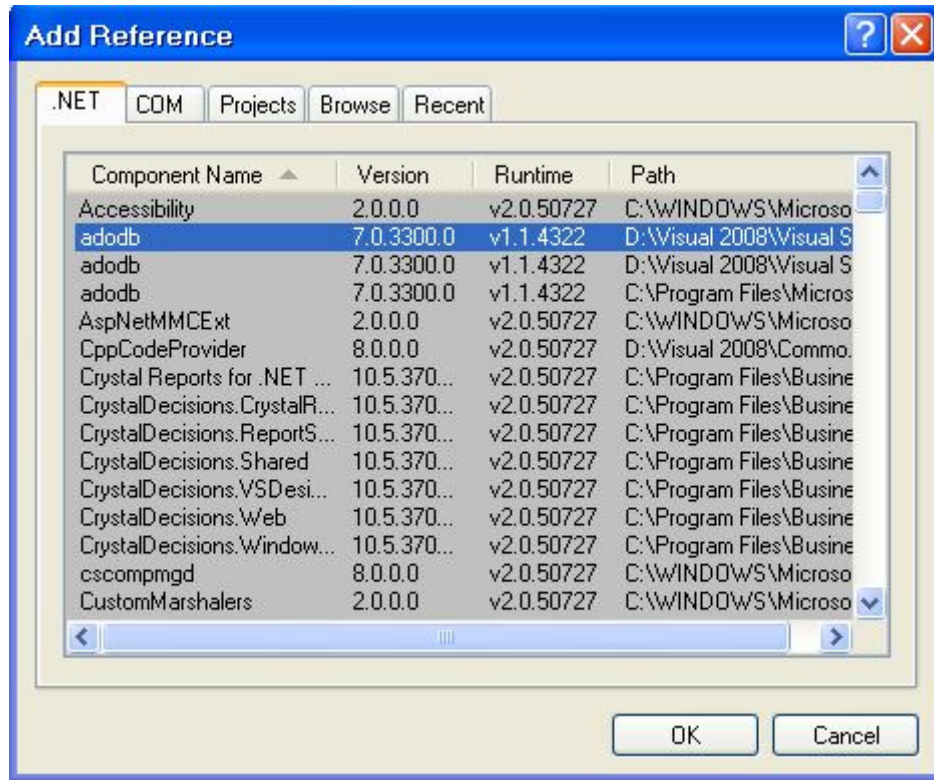 Add Reference
.NET COM Projects Browse Recent
Component Name Version Runtime Path
Accessibility 2.0.0.0 v2.0.50727 C:\WINDOWS\Microso
adodb 7.0.3300.0 v1.1.4322 D:\Visual 2008\Visual S
adodb 7.0.3300.0 v1.1.4322 D:\Visual 2008\Visual S
adodb 7.0.3300.0 v1.1.4322 C:\Program Files\Micros
AspNetMMCExt 2.0.0.0 v2.0.50727 C:\WINDOWS\Microso
CppCodeProvider 8.0.0.0 v2.0.50727 D:\Visual 2008\Commo.
Crystal Reports for .NET ... 10.5.370... v2.0.50727 C:\Program Files\Busine
CrystalDecisions.CrystalR... 10.5.370... v2.0.50727 C:\Program Files\Busine
CrystalDecisions.ReportS... 10.5.370... v2.0.50727 C:\Program Files\Busine
CrystalDecisions.Shared 10.5.370... v2.0.50727 C:\Program Files\Busine
CrystalDecisions.VSDesi... 10.5.370... v2.0.50727 C:\Program Files\Busine
CrystalDecisions.Web 10.5.370... v2.0.50727 C:\Program Files\Busine
CrystalDecisions.Window... 10.5.370... v2.0.50727 C:\Program Files\Busine
cscompmgd 8.0.0.0 v2.0.50727 C:\WINDOWS\Microso
CustomMarshalers 2.0.0.0 v2.0.50727 C:\WINDOWS\Microso
OK Cancel